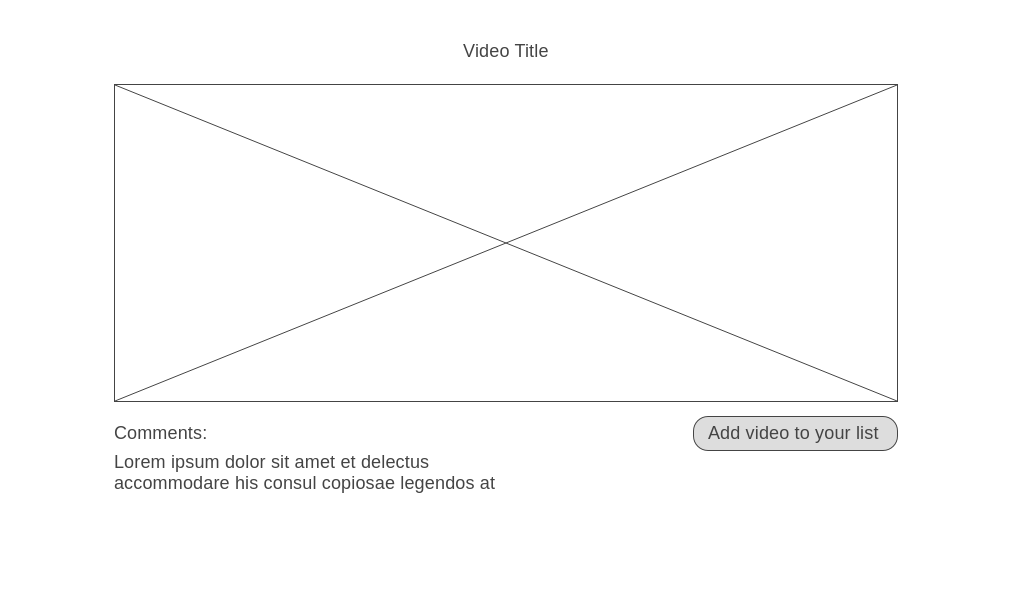 Video Title
Comments:
Add video to your list
Lorem ipsum dolor sit amet et delectus
accommodare his consul copiosae legendos at